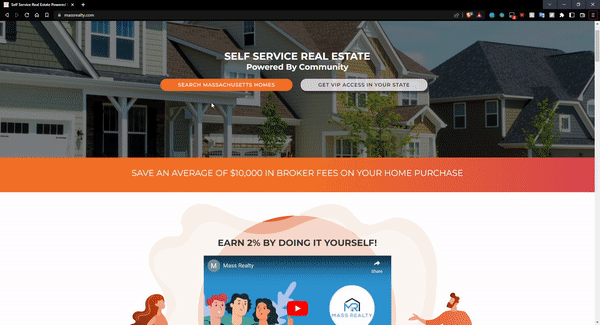 Self Service Real Estate Powered
massrealty.com
SELF SERVICE REAL ESTATE
Powered By Community
SEARCH MASSACHUSETTS HOMES
GET VIP ACCESS IN YOUR STATE
SAVE AN AVERAGE OF $10,000 IN BROKER FEES ON YOUR HOME PURCHASE
EARN 2% BY DOING IT YOURSELF!
M
Mass Realty
Share
MASS REALTY